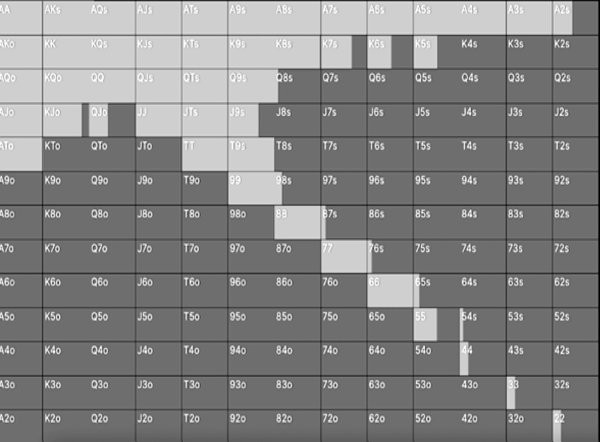 AA AKs AQs AJs ATs A9s A8s A7s A6s A5s A4s A3s A2s
AKo KK KQs KJs KTs K9s K8s K7s K6s K5s K4s K3s K2s
AQo KQo QQ QJs QTs Q9s Q8s Q7s Q6s Q5s Q4s Q3s Q2s
AJo KJo QJo JJ JTs J9s J8s J7s J6s J5s J4s J3s J2s
ATo KTo QTo JTo TT T9s T8s T7s T6s T5s T4s T3s T2s
A9o K9o Q9o J9o T9o 99 98s 97s 96s 95s 94s 93s 92s
A8o K8o Q8o J8o T8o 98o 88 87s 86s 85s 84s 83s 82s
A7o K7o Q7o J7o T7o 97o 87o 77 76s 75s 74s 73s 72s
A6o K6o Q6o J6o T6o 96o 86o 76o 66 65s 64s 63s 62s
A5o K5o Q5o J5o T5o 95o 85o 75o 65o 55 54s 53s 52s
A4o K4o Q4o J4o T4o 94o 84o 74o 64o 54o 44 43s 42s
A3o K3o Q3o J3o T3o 93o 83o 73o 63o 53o 43o 33 32s
A2o K2o Q2o J2o T2o 92o 82o 72o 62o 52o 42o 32o 22